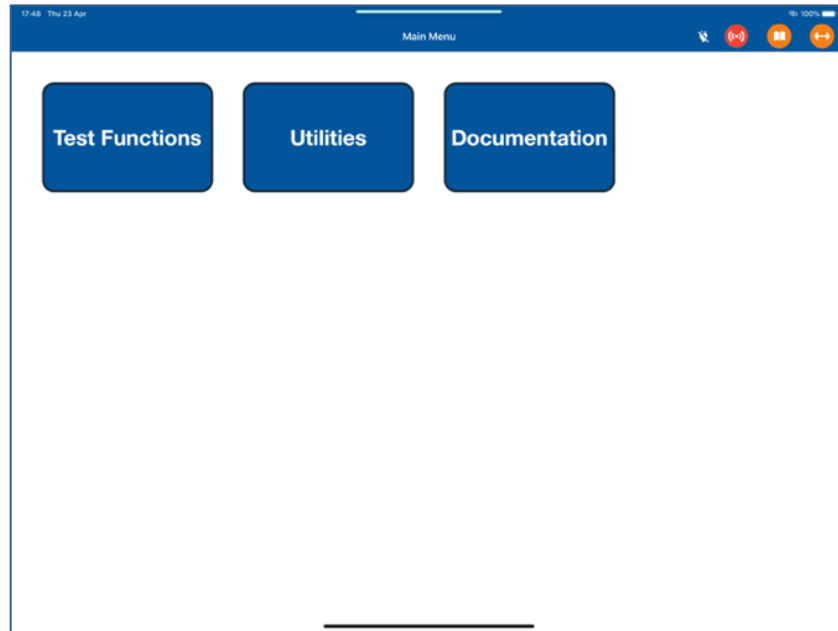 17:48 Thu 23 Apr
100%
Main Menu
Test Functions
Utilities
Documentation